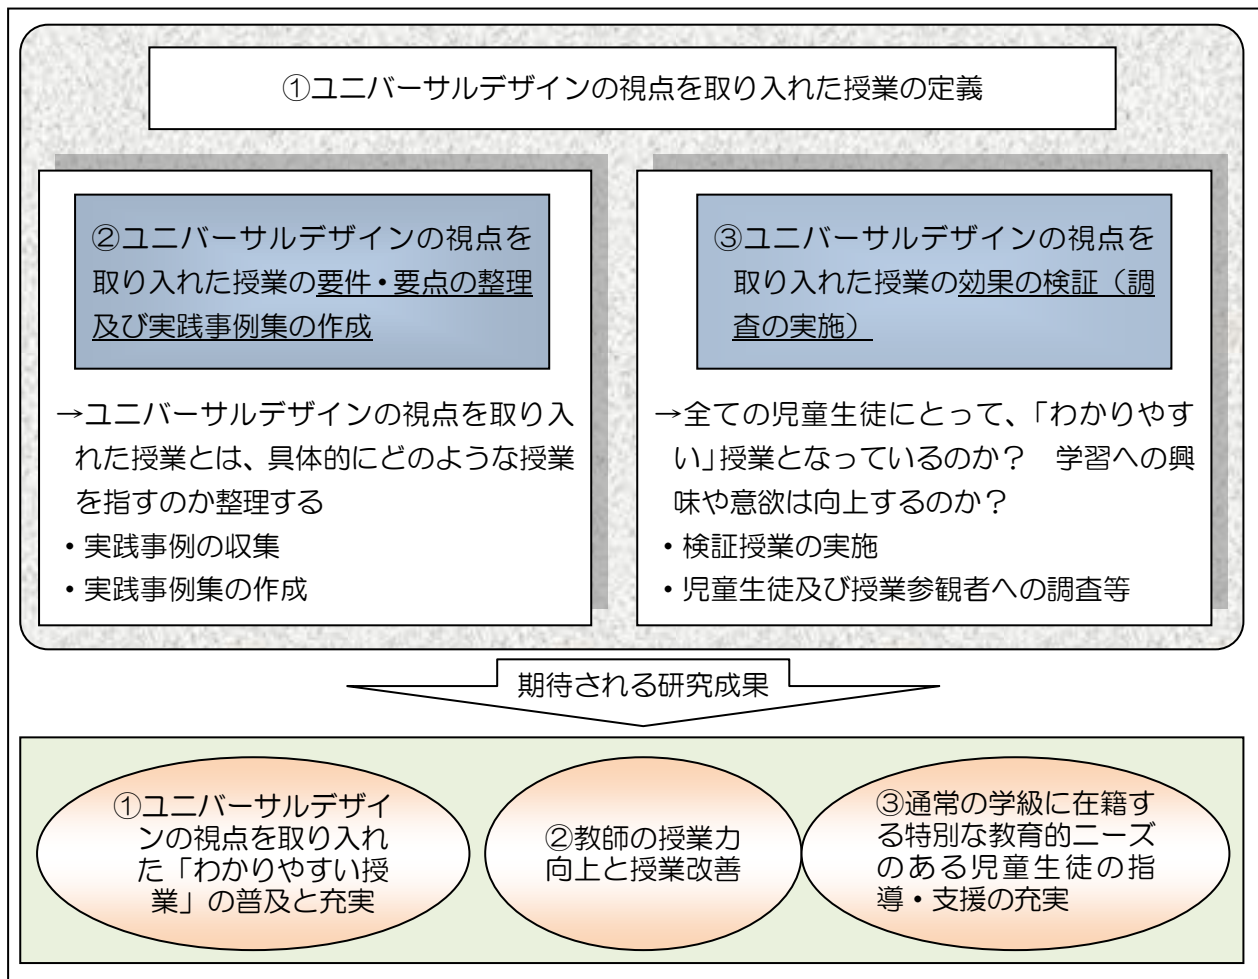 ①ユニバーサルデザインの視点を取り入れた授業の定義
②ユニバーサルデザインの視点を
取り入れた授業の要件・要点の整理
及び実践事例集の作成
→ユニバーサルデザインの視点を取り入
れた授業とは、具体的にどのような授業
を指すのか整理する
・実践事例の収集
・実践事例集の作成
③ユニバーサルデザインの視点を
取り入れた授業の効果の検証（調
査の実施）
→全ての児童生徒にとって、「わかりやす
い」授業となっているのか？　学習への興
味や意欲は向上するのか？
・検証授業の実施
・児童生徒及び授業参観者への調査等
期待される研究成果
①ユニバーサルデザイ
ンの視点を取り入れ
た「わかりやすい授
業」の普及と充実
②教師の授業力
向上と授業改善
③通常の学級に在籍す
る特別な教育的ニーズ
のある児童生徒の指
導・支援の充実